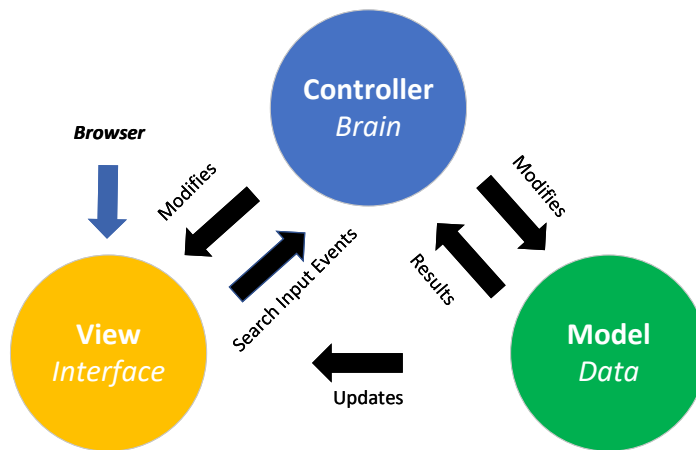 Controller
Brain
Browser
Modifies
Modifies
Search Input Events
Results
View
Interface
Model
Data
Updates